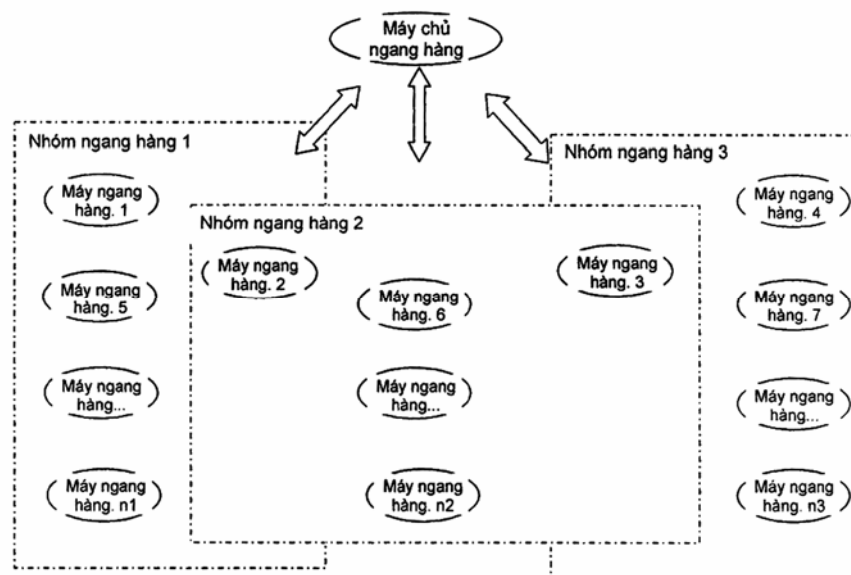 Máy chủ
ngang hàng
Nhóm ngang hàng 1
Máy ngang
hàng. 1
Máy ngang
hàng. 5
Máy ngang
hàng...
Máy ngang
hàng. n1
Nhóm ngang hàng 2
Máy ngang
hàng. 2
Máy ngang
hàng. 6
Máy ngang
hàng...
Máy ngang
hàng. n2
Máy ngang
hàng. 3
Nhóm ngang hàng 3
Máy ngang
hàng. 4
Máy ngang
hàng. 7
Máy ngang
hàng...
Máy ngang
hàng. n3